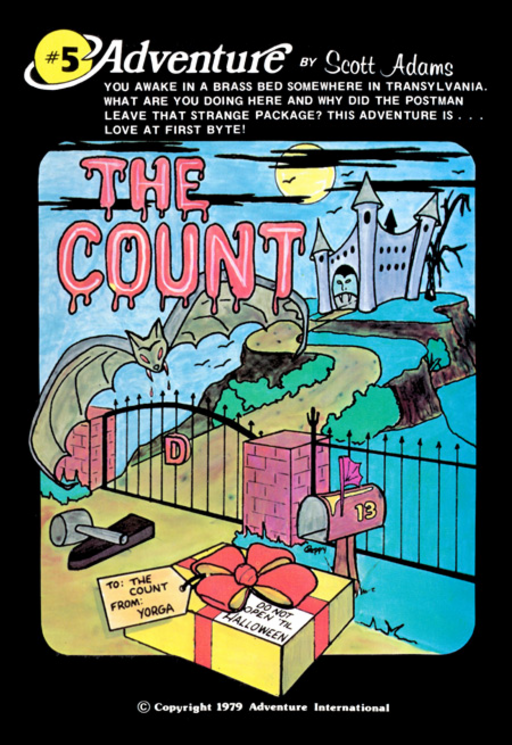 #5 Adventure BY Scott Adams
YOU AWAKE IN A BRASS BED SOMEWHERE IN TRANSYLVANIA.
WHAT ARE YOU DOING HERE AND WHY DID THE POSTMAN
LEAVE THAT STRANGE PACKAGE? THIS ADVENTURE IS . . .
LOVE AT FIRST BYTE!
THE
COUNT
D
13
TO: THE
COUNT
FROM:
YORGA
DO NOT
OPEN 'TIL
HALLOWEEN
© Copyright 1979 Adventure International